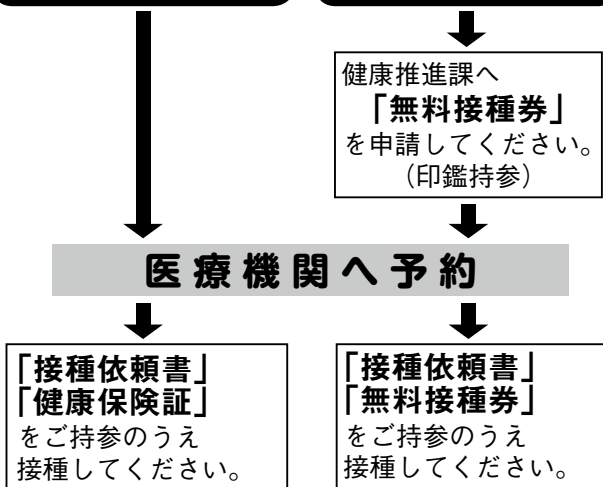 健康推進課へ
「無料接種券」
を申請してください。
(印鑑持参)
医療機関へ予約
「接種依頼書」
「健康保険証」
をご持参のうえ
接種してください。
「接種依頼書」
「無料接種券」
をご持参のうえ
接種してください。